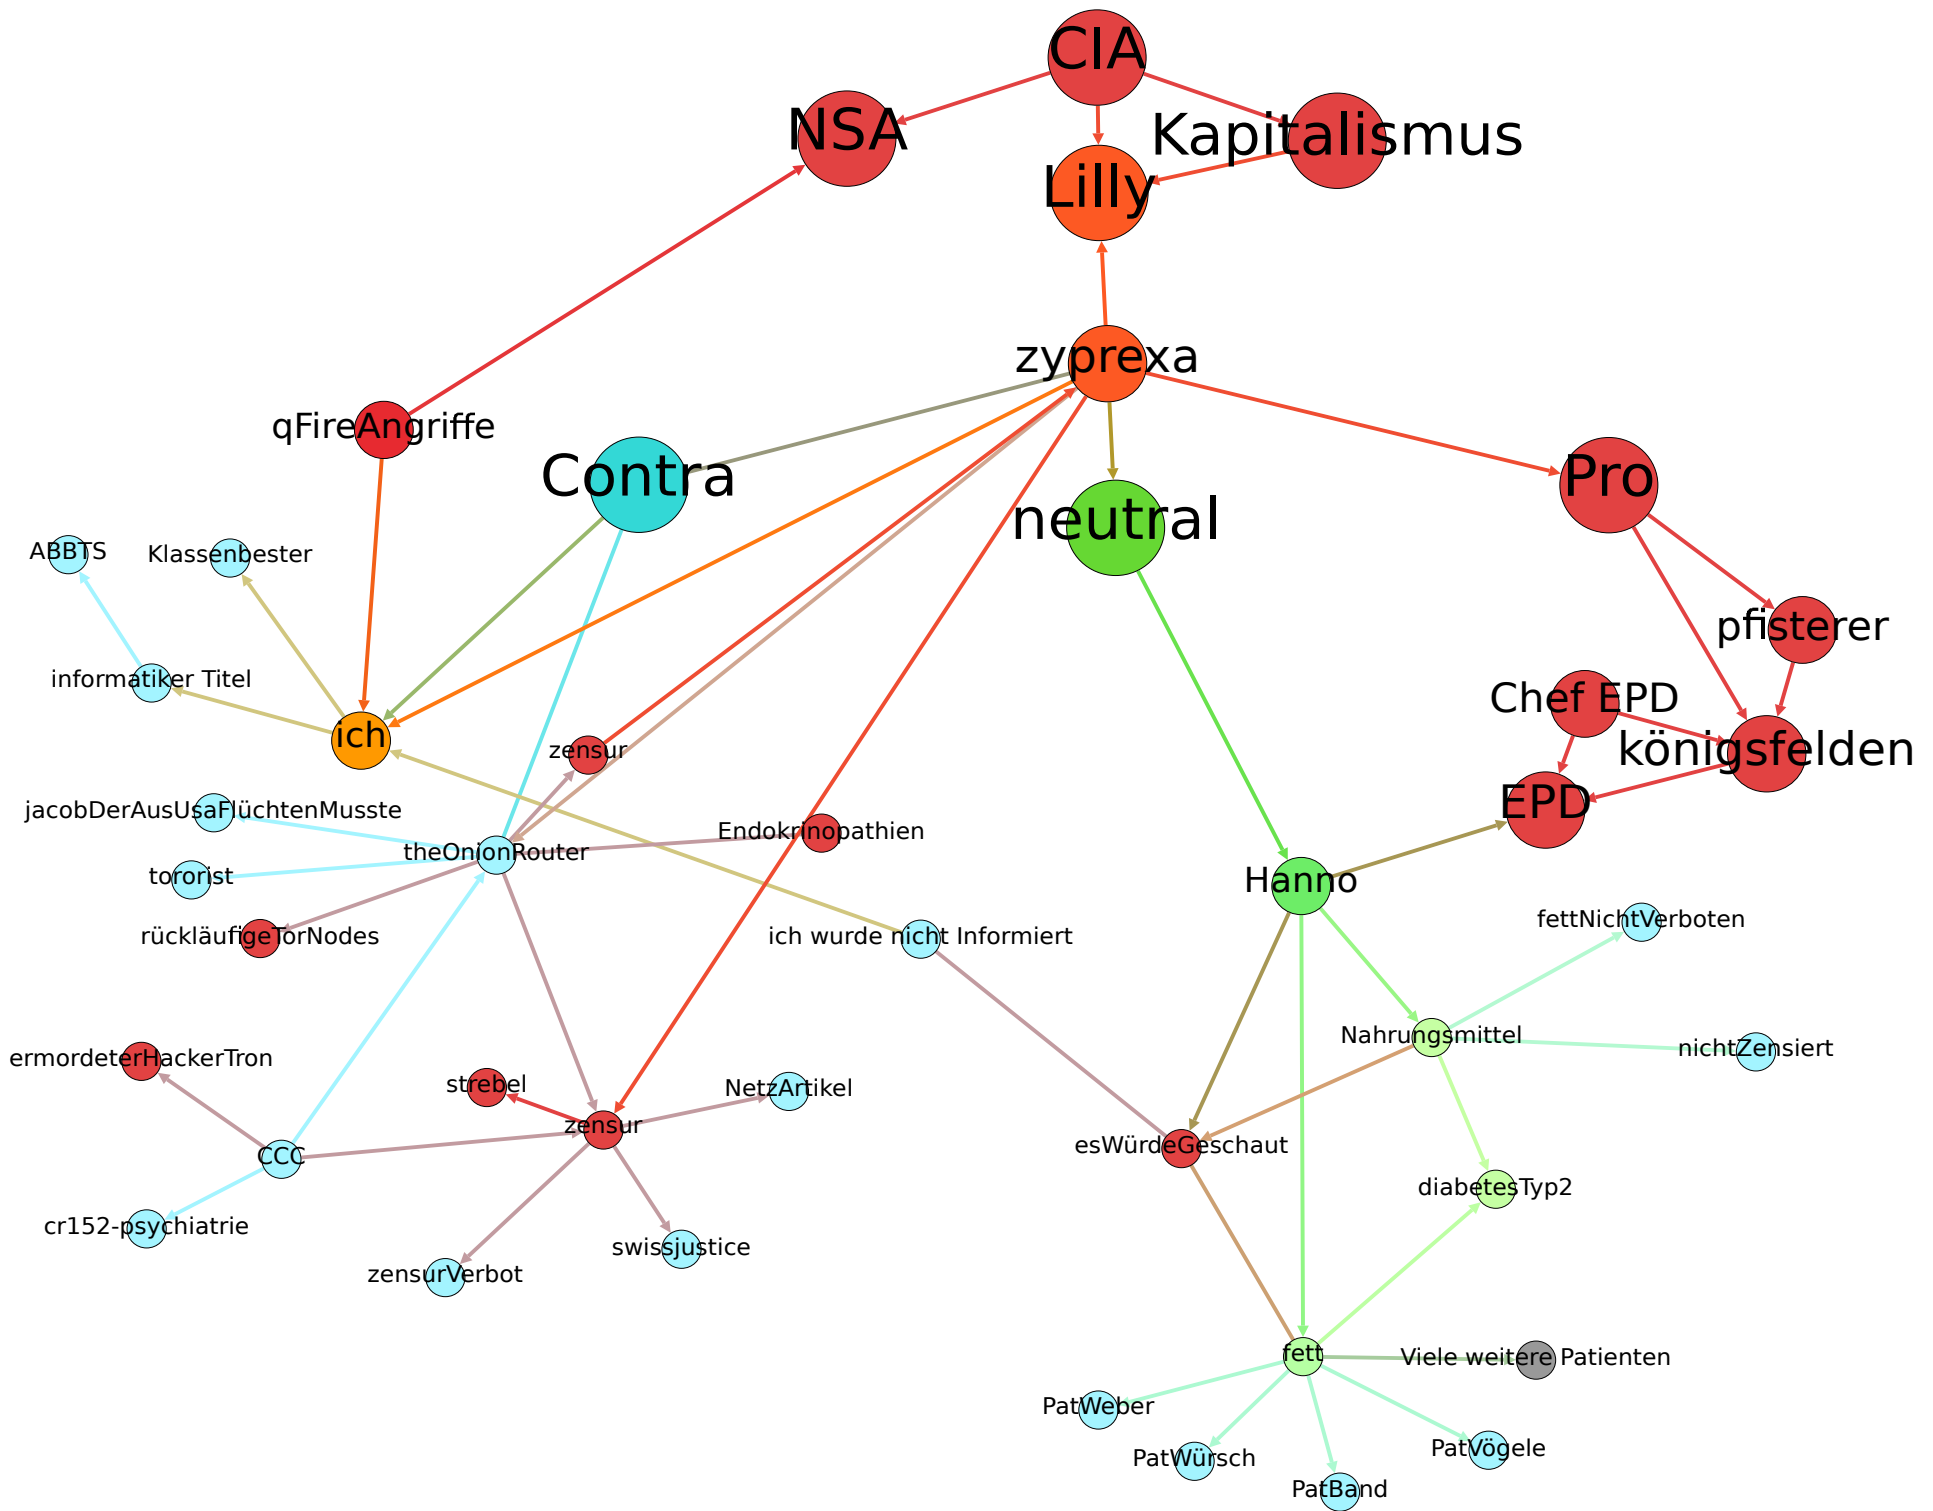 CIA
NSA
Kapitalismus
Lilly
zyprexa
qFireAngriffe
Contra
Pro
neutral
ABBTS
Klassenbester
pfisterer
informatiker Titel
Chef EPD
ich
königsfelden
zensur
EPD
jacobDerAusUsaFlüchtenMusste
Endokrinopathien
theOnionRouter
tororist
Hanno
fettNichtVerboten
rückläufigeTorNodes
ich wurde nicht Informiert
Nahrungsmittel
nichtZensiert
ermordeterHackerTron
strebel
NetzArtikel
zensur
esWürdeGeschaut
CCC
diabetesTyp2
cr152-psychiatrie
swissjustice
zensurVerbot
fett
Viele weitere Patienten
PatWeber
PatVögele
PatWürsch
PatBand